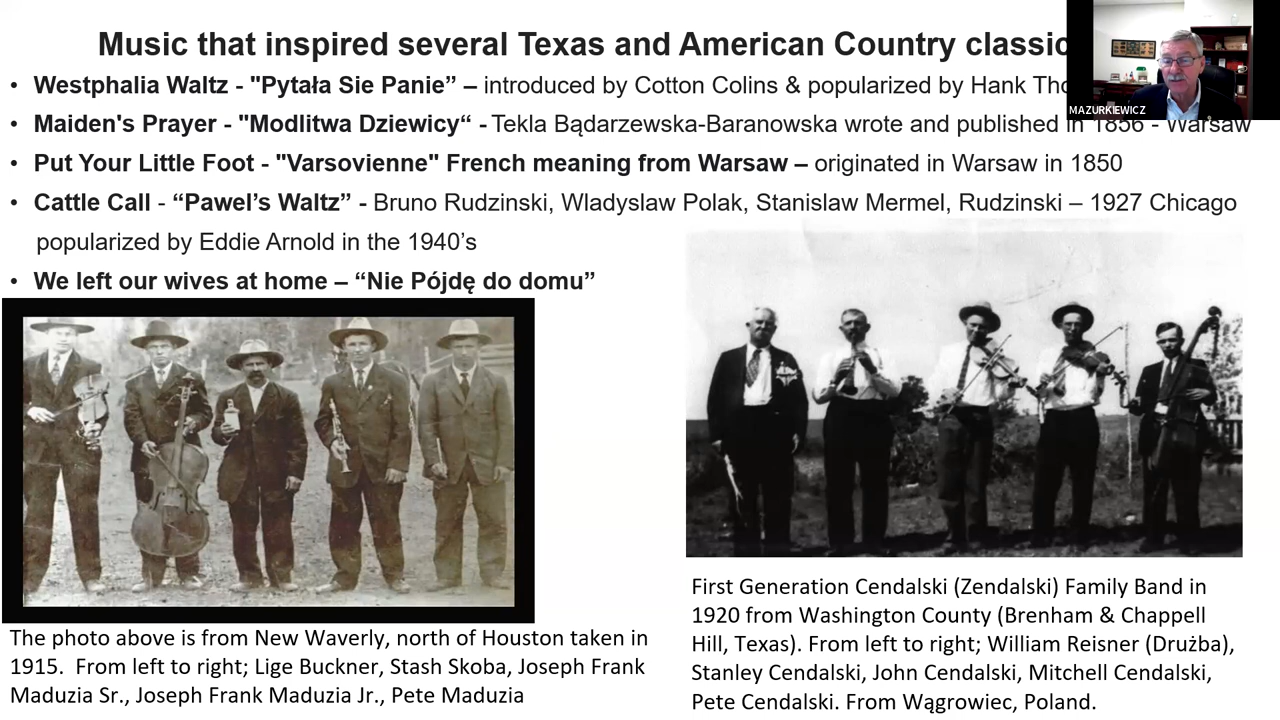 Music that inspired several Texas and American Country classic
• Westphalia Waltz - "Pytała Sie Panie” – introduced by Cotton Colins & popularized by Hank
• Maiden's Prayer - "Modlitwa Dziewicy“ - Tekla Bądarzewska-Baranowska wrote and published in 1856 - Warsaw
• Put Your Little Foot - "Varsovienne" French meaning from Warsaw – originated in Warsaw in 1850
• Cattle Call - “Pawel’s Waltz” - Bruno Rudzinski, Wladyslaw Polak, Stanislaw Mermel, Rudzinski – 1927 Chicago
popularized by Eddie Arnold in the 1940’s
• We left our wives at home – “Nie Pójdę do domu”
MAZURKIEWICZ
The photo above is from New Waverly, north of Houston taken in
1915. From left to right; Lige Buckner, Stash Skoba, Joseph Frank
Maduzia Sr., Joseph Frank Maduzia Jr., Pete Maduzia
First Generation Cendalski (Zendalski) Family Band in
1920 from Washington County (Brenham & Chappell
Hill, Texas). From left to right; William Reisner (Drużba),
Stanley Cendalski, John Cendalski, Mitchell Cendalski,
Pete Cendalski. From Wągrowiec, Poland.